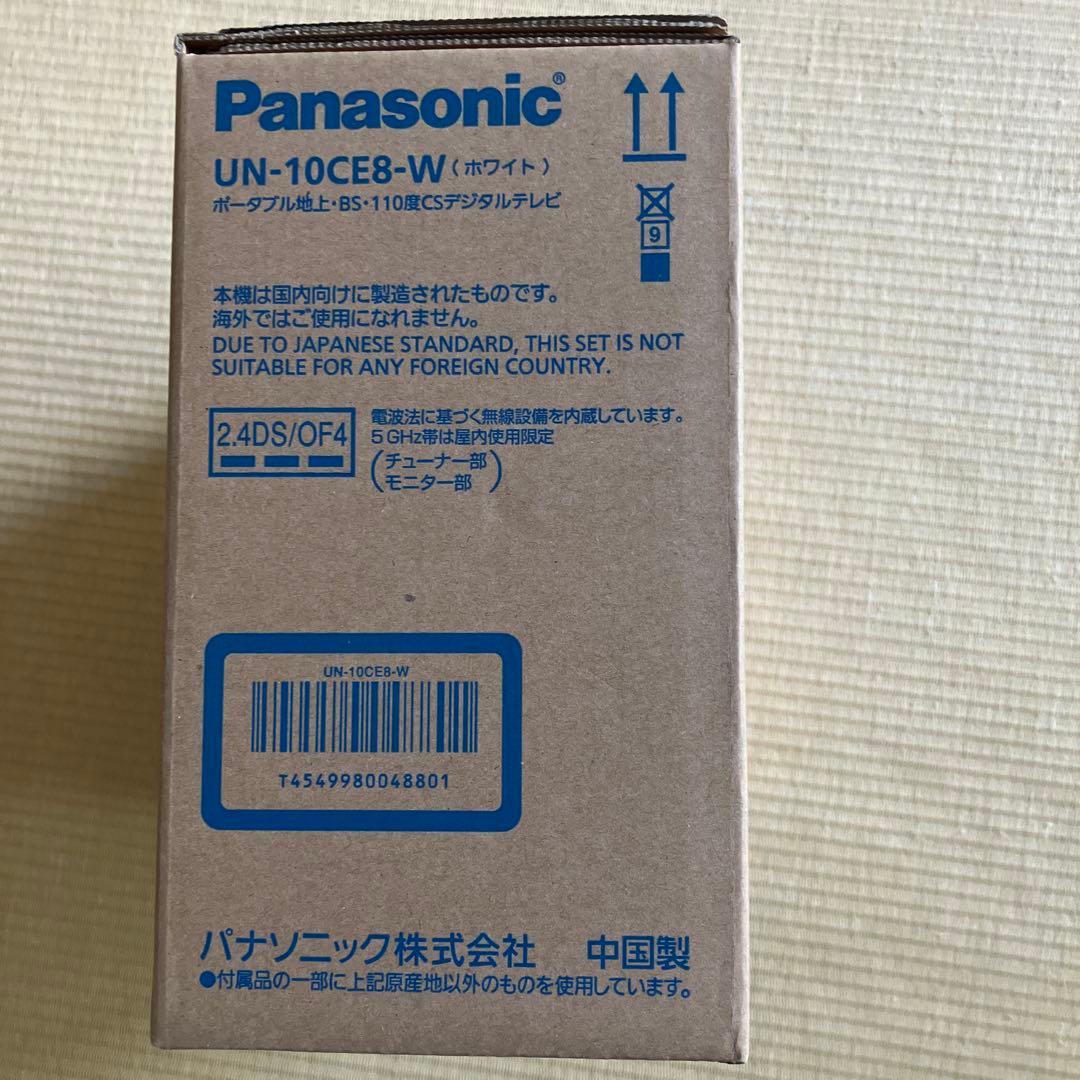 Panasonic®
UN-10CE8-W（ホワイト）
ポータブル地上・BS・110度CSデジタルテレビ
9
本機は国内向けに製造されたものです。
海外ではご使用になれません。
DUE TO JAPANESE STANDARD, THIS SET IS NOT
SUITABLE FOR ANY FOREIGN COUNTRY.
2.4DS/OF4
電波法に基づく無線設備を内蔵しています。
5GHz帯は屋内使用限定
（チューナー部
モニター部）
UN-10CE8-W
T4549980048801
パナソニック株式会社 中国製
●付属品の一部に上記原産地以外のものを使用しています。